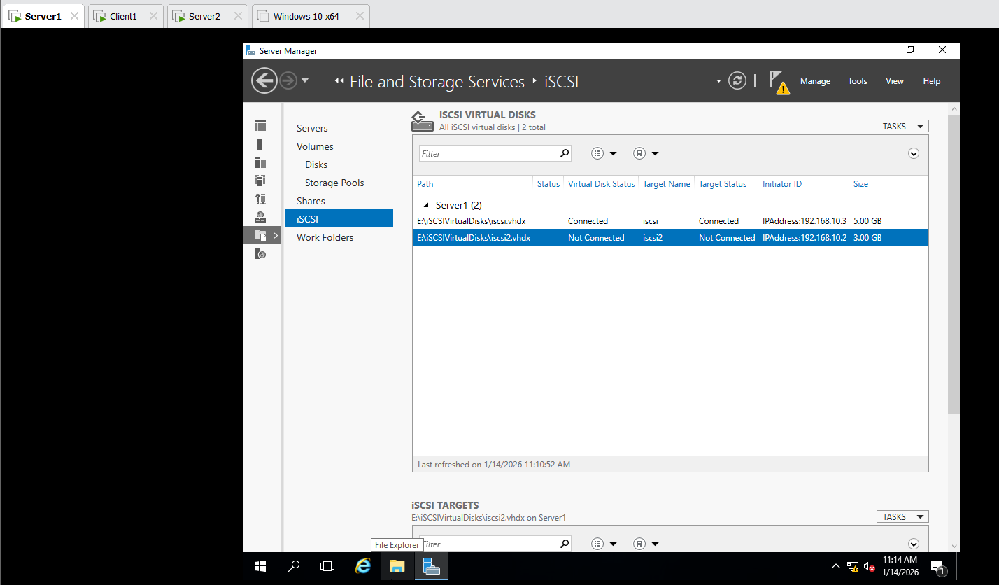 Server1 Client1 Server2 Windows 10 x64
Server Manager
File and Storage Services iSCSI
Manage Tools View Help
Servers
Volumes
Disks
Storage Pools
Shares
iSCSI
Work Folders
iSCSI VIRTUAL DISKS
All iSCSI virtual disks | 2 total
TASKS
Filter
Path Status Virtual Disk Status Target Name Target Status Initiator ID Size
Server1 (2)
E:\iSCSIVirtualDisks\iscsi.vhdx Connected iscsi Connected IPAddress:192.168.10.3 5.00 GB
E:\iSCSIVirtualDisks\iscsi2.vhdx Not Connected iscsi2 Not Connected IPAddress:192.168.10.2 3.00 GB
Last refreshed on 1/14/2026 11:10:52 AM
iSCSI TARGETS
E:\iSCSIVirtualDisks\iscsi2.vhdx on Server1
TASKS
Filter
File Explorer
11:14 AM
1/14/2026
1